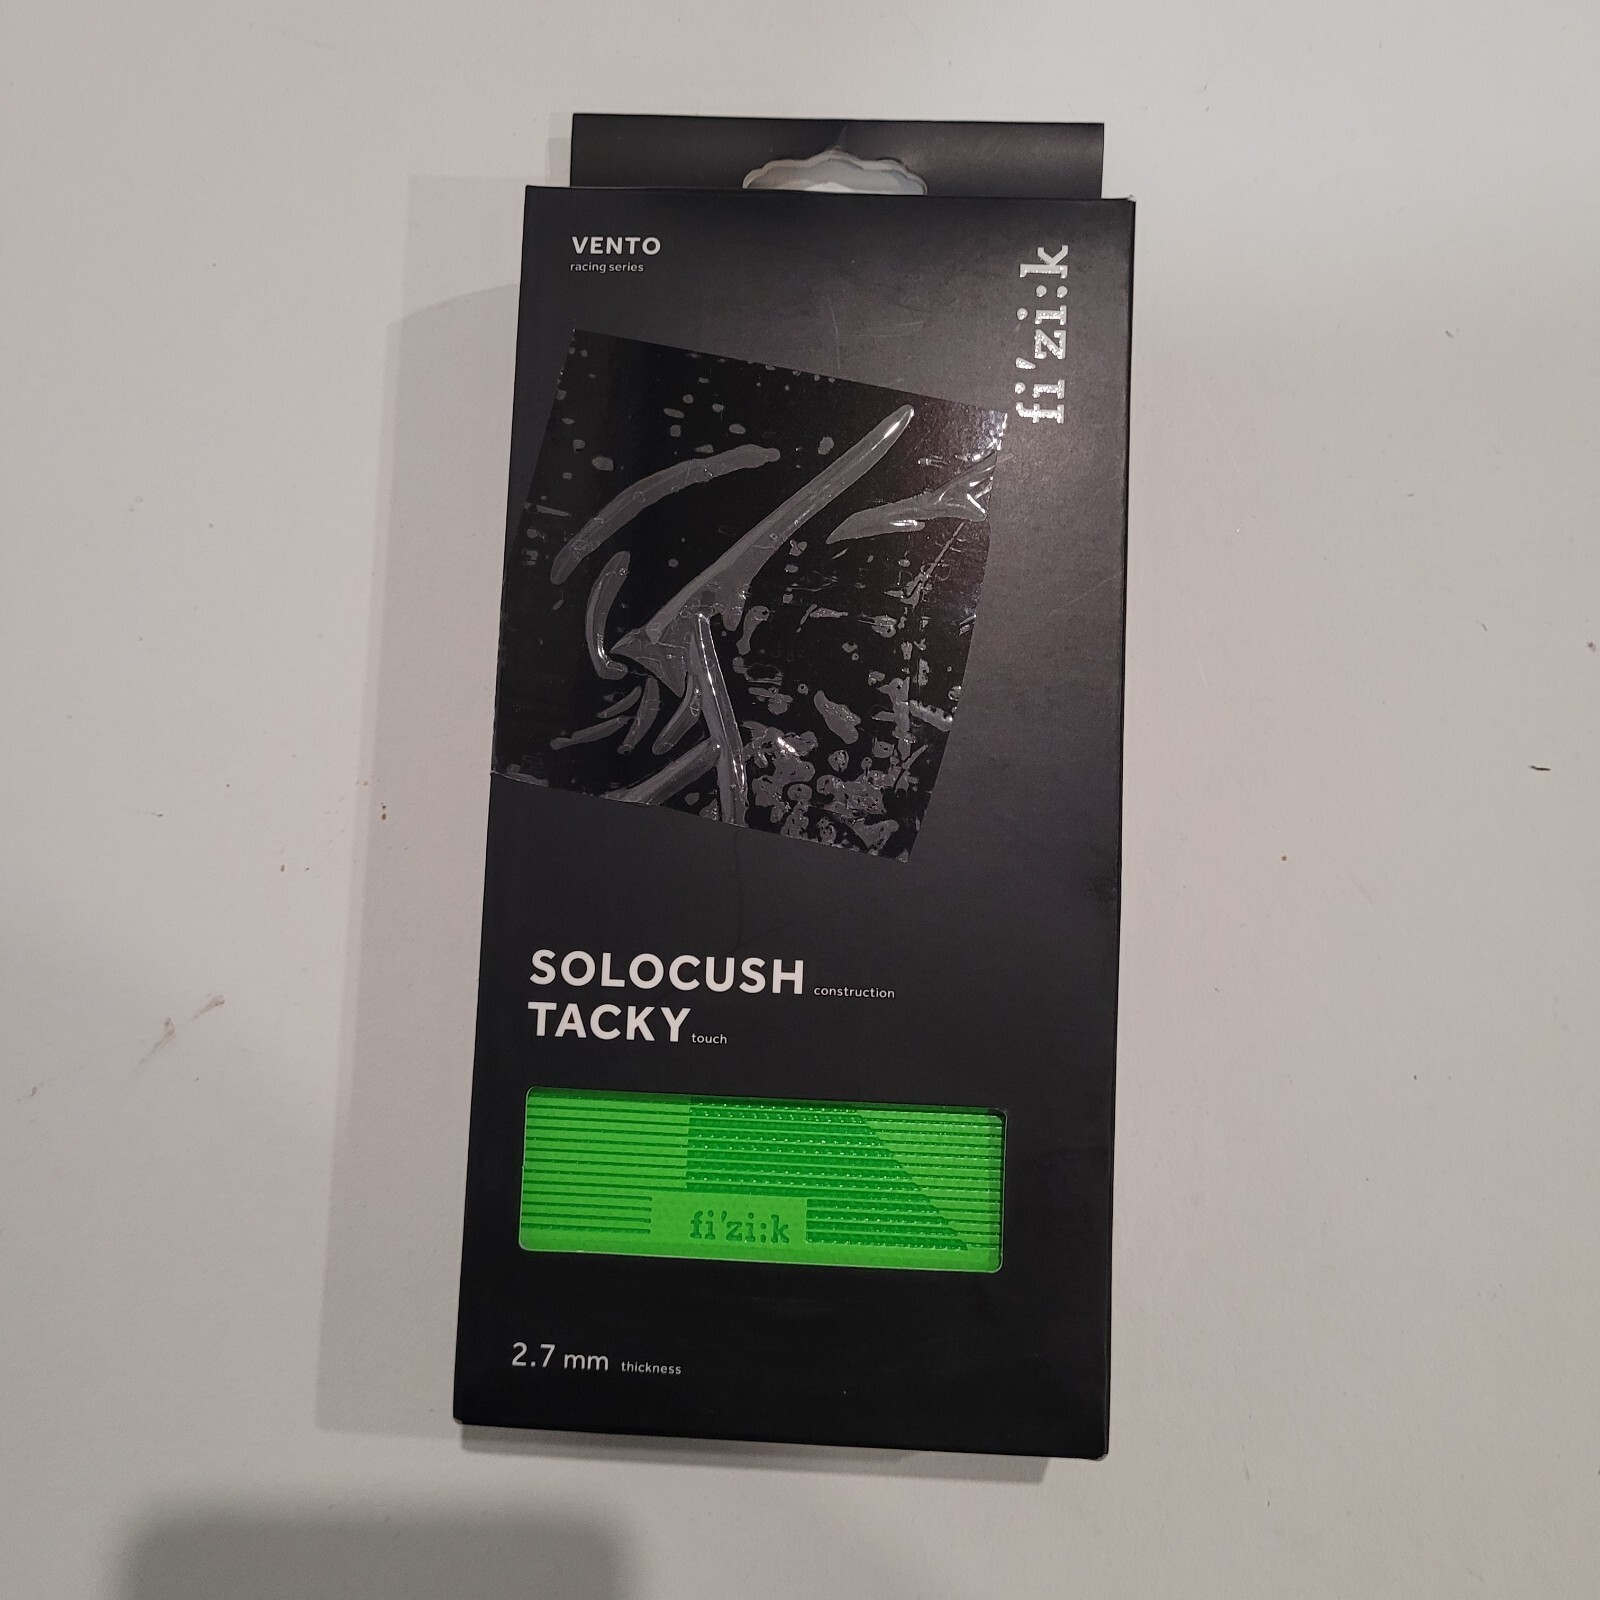 VENTO
racing series
fi'zi:k
SOLOCUSH construction
TACKY touch
fi'zi:k
2.7 mm thickness